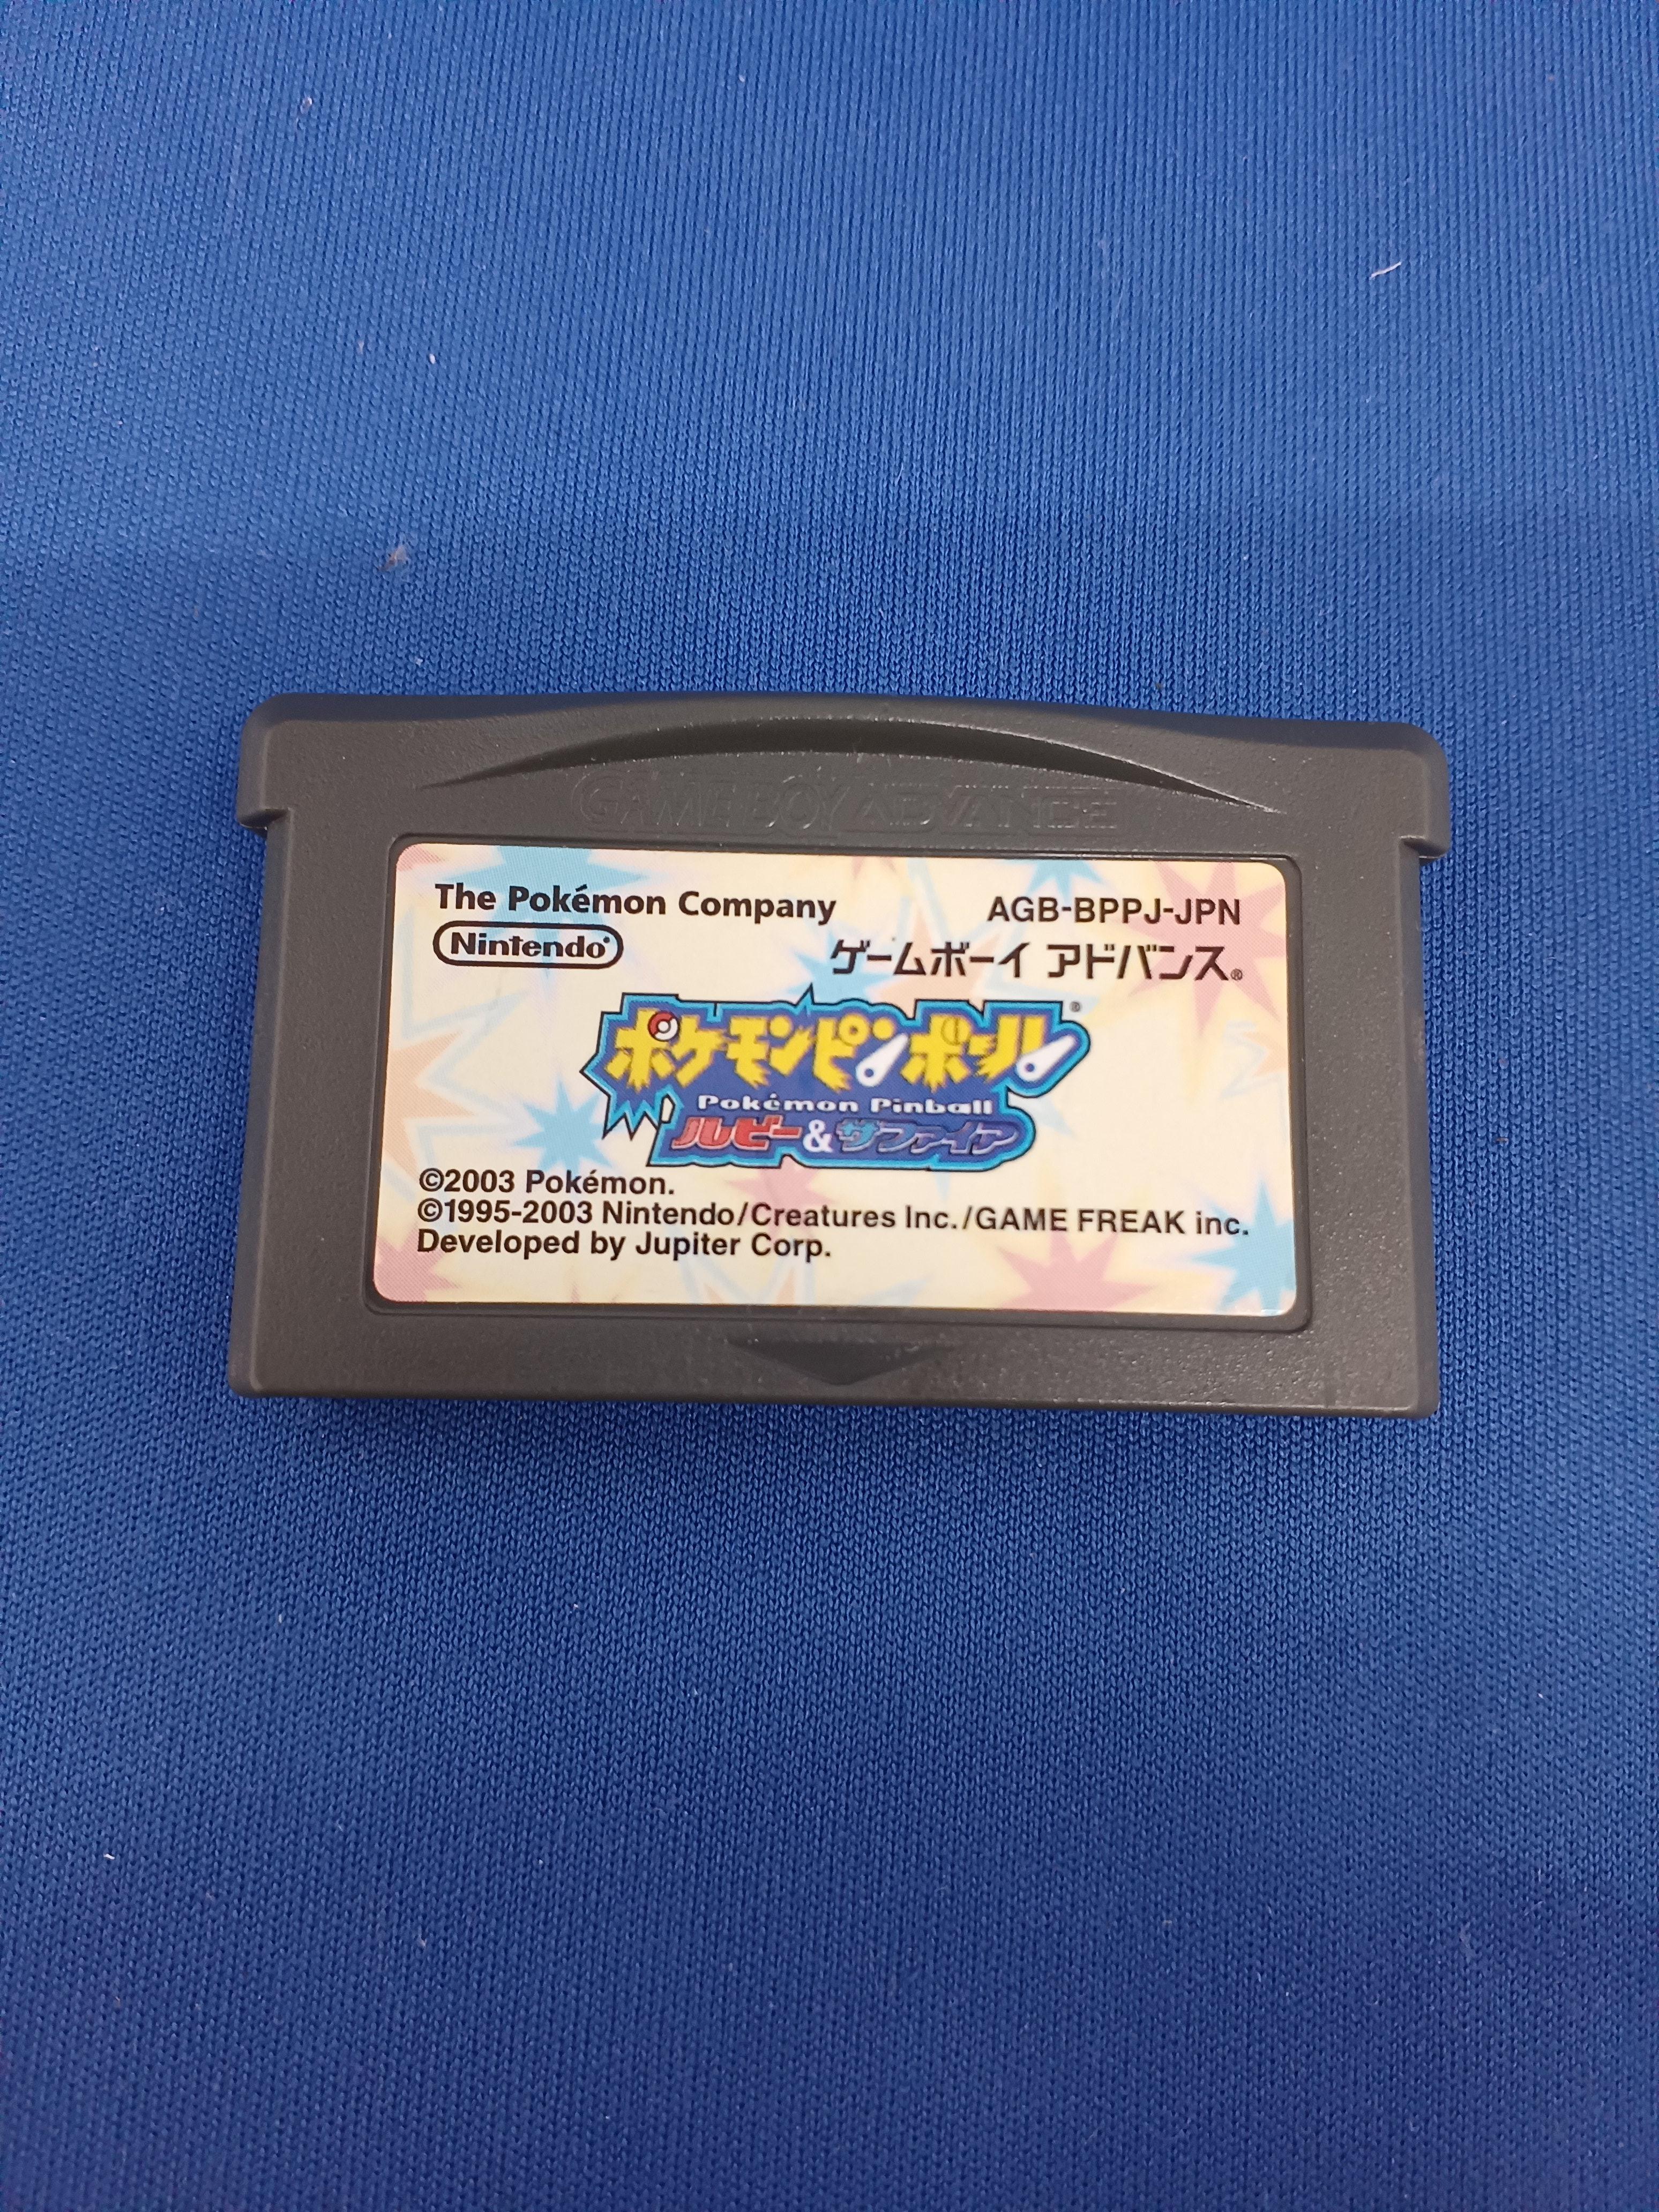 GAME BOY ADVANCE
The Pokémon Company
AGB-BPPJ-JPN
Nintendo®
ゲームボーイ アドバンス®
ポケモンピンボール®
Pokémon Pinball
ルビー&サファイア
©2003 Pokémon.
©1995-2003 Nintendo/Creatures Inc./GAME FREAK inc.
Developed by Jupiter Corp.